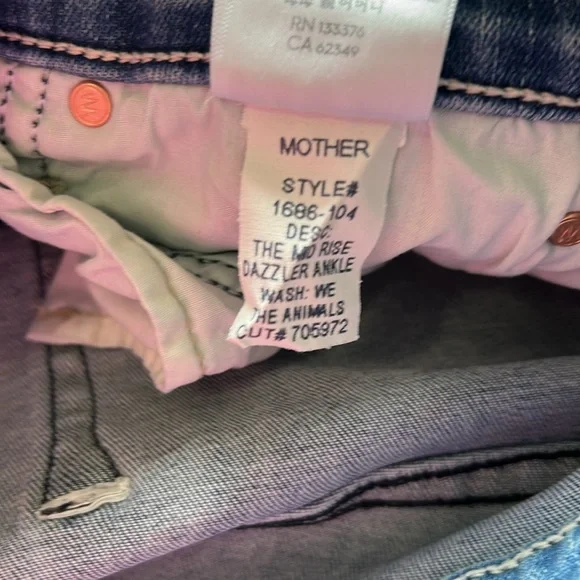 RN 133376
CA 62349
MOTHER
STYLE#
1686-104
DESC:
THE MID RISE
DAZZLER ANKLE
WASH: WE
THE ANIMALS
CUT# 705972